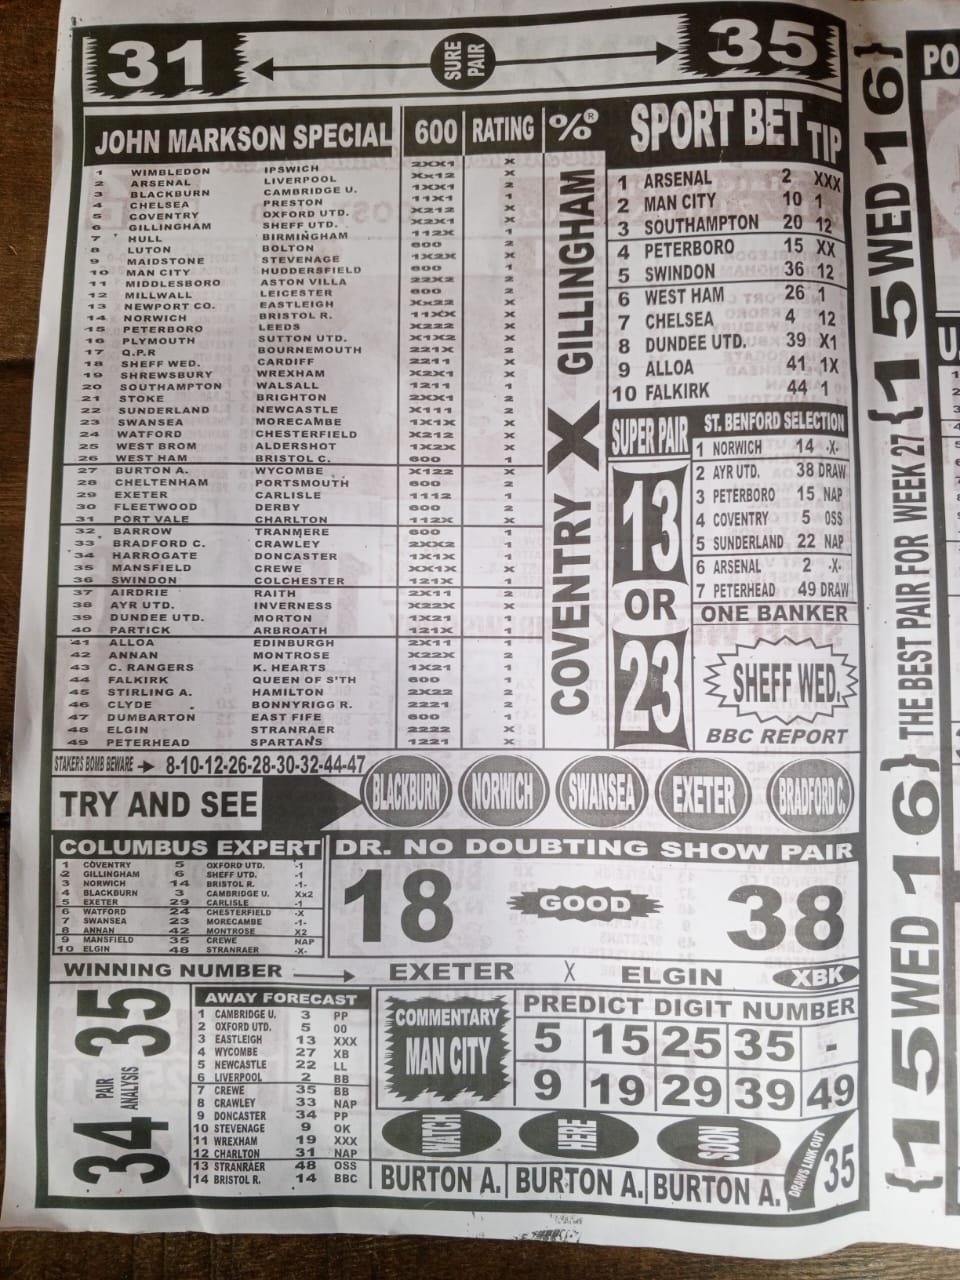 31 SURE PAIR 35
JOHN MARKSON SPECIAL 600 RATING %®
1 WIMBLEDON IPSWICH 2XX1 X
2 ARSENAL LIVERPOOL Xx12 X
3 BLACKBURN CAMBRIDGE U. 1XX1 2
4 CHELSEA PRESTON 11X1 1
5 COVENTRY OXFORD UTD. X212 X
6 GILLINGHAM SHEFF UTD. X2X1 X
7 HULL BIRMINGHAM 112X 1
8 LUTON BOLTON 600 2
9 MAIDSTONE STEVENAGE 1X2X X
10 MAN CITY HUDDERSFIELD 600 1
11 MIDDLESBORO ASTON VILLA 22X2 2
12 MILLWALL LEICESTER 600 2
13 NEWPORT CO. EASTLEIGH Xx22 X
14 NORWICH BRISTOL R. 11XX X
15 PETERBORO LEEDS X222 X
16 PLYMOUTH SUTTON UTD. X1X2 X
17 Q.P.R BOURNEMOUTH 221X 2
18 SHEFF WED. CARDIFF 2211 X
19 SHREWSBURY WREXHAM X2X1 X
20 SOUTHAMPTON WALSALL 1211 1
21 STOKE BRIGHTON 2XX1 2
22 SUNDERLAND NEWCASTLE X111 X
23 SWANSEA MORECAMBE 1X1X X
24 WATFORD CHESTERFIELD X212 X
25 WEST BROM ALDERSHOT 1X2X X
26 WEST HAM BRISTOL C. 600 1
27 BURTON A. WYCOMBE X122 X
28 CHELTENHAM PORTSMOUTH 600 2
29 EXETER CARLISLE 1112 1
30 FLEETWOOD DERBY 600 2
31 PORT VALE CHARLTON 112X X
32 BARROW TRANMERE 600 1
33 BRADFORD C. CRAWLEY 2XX2 X
34 HARROGATE DONCASTER 1X1X X
35 MANSFIELD CREWE XX1X X
36 SWINDON COLCHESTER 121X 1
37 AIRDRIE RAITH 2X11 2
38 AYR UTD. INVERNESS X22X X
39 DUNDEE UTD. MORTON 1X21 1
40 PARTICK ARBROATH 121X 1
41 ALLOA EDINBURGH 2X11 1
42 ANNAN MONTROSE X22X 2
43 C. RANGERS K. HEARTS 1X21 1
44 FALKIRK QUEEN OF S'TH 600 1
45 STIRLING A. HAMILTON 2X22 2
46 CLYDE BONNYRIGG R. 2221 2
47 DUMBARTON EAST FIFE 600 1
48 ELGIN STRANRAER 2222 X
49 PETERHEAD SPARTANS 1221 X
COVENTRY X GILLINGHAM
SPORT BET TIP
1 ARSENAL 2 XXX
2 MAN CITY 10 1
3 SOUTHAMPTON 20 12
4 PETERBORO 15 XX
5 SWINDON 36 12
6 WEST HAM 26 1
7 CHELSEA 4 12
8 DUNDEE UTD. 39 X1
9 ALLOA 41 1X
10 FALKIRK 44 1
SUPER PAIR
13
OR
23
ST. BENFORD SELECTION
1 NORWICH 14 -X-
2 AYR UTD. 38 DRAW
3 PETERBORO 15 NAP
4 COVENTRY 5 OSS
5 SUNDERLAND 22 NAP
6 ARSENAL 2 -X-
7 PETERHEAD 49 DRAW
ONE BANKER
SHEFF WED.
BBC REPORT
STAKERS BOMB BEWARE 8-10-12-26-28-30-32-44-47
TRY AND SEE BLACKBURN NORWICH SWANSEA EXETER BRADFORD C.
COLUMBUS EXPERT
1 COVENTRY 5 OXFORD UTD. -1
2 GILLINGHAM 6 SHEFF UTD. -1
3 NORWICH 14 BRISTOL R. -1-
4 BLACKBURN 3 CAMBRIDGE U. Xx2
5 EXETER 29 CARLISLE -1
6 WATFORD 24 CHESTERFIELD -X
7 SWANSEA 23 MORECAMBE -1-
8 ANNAN 42 MONTROSE X2
9 MANSFIELD 35 CREWE NAP
10 ELGIN 48 STRANRAER -X-
DR. NO DOUBTING SHOW PAIR
18 GOOD 38
WINNING NUMBER EXETER X ELGIN XBK
34 PAIR ANALYSIS 35
AWAY FORECAST
1 CAMBRIDGE U. 3 PP
2 OXFORD UTD. 5 00
3 EASTLEIGH 13 XXX
4 WYCOMBE 27 XB
5 NEWCASTLE 22 LL
6 LIVERPOOL 2 BB
7 CREWE 35 BB
8 CRAWLEY 33 NAP
9 DONCASTER 34 PP
10 STEVENAGE 9 OK
11 WREXHAM 19 XXX
12 CHARLTON 31 NAP
13 STRANRAER 48 OSS
14 BRISTOL R. 14 BBC
COMMENTARY
MAN CITY
PREDICT DIGIT NUMBER
5 15 25 35 -
9 19 29 39 49
WATCH HERE SOON
BURTON A. BURTON A. BURTON A.
DRAWS LINK OUT 35
{15 WED 16} THE BEST PAIR FOR WEEK 27 {15 WED 16}
PO
U.